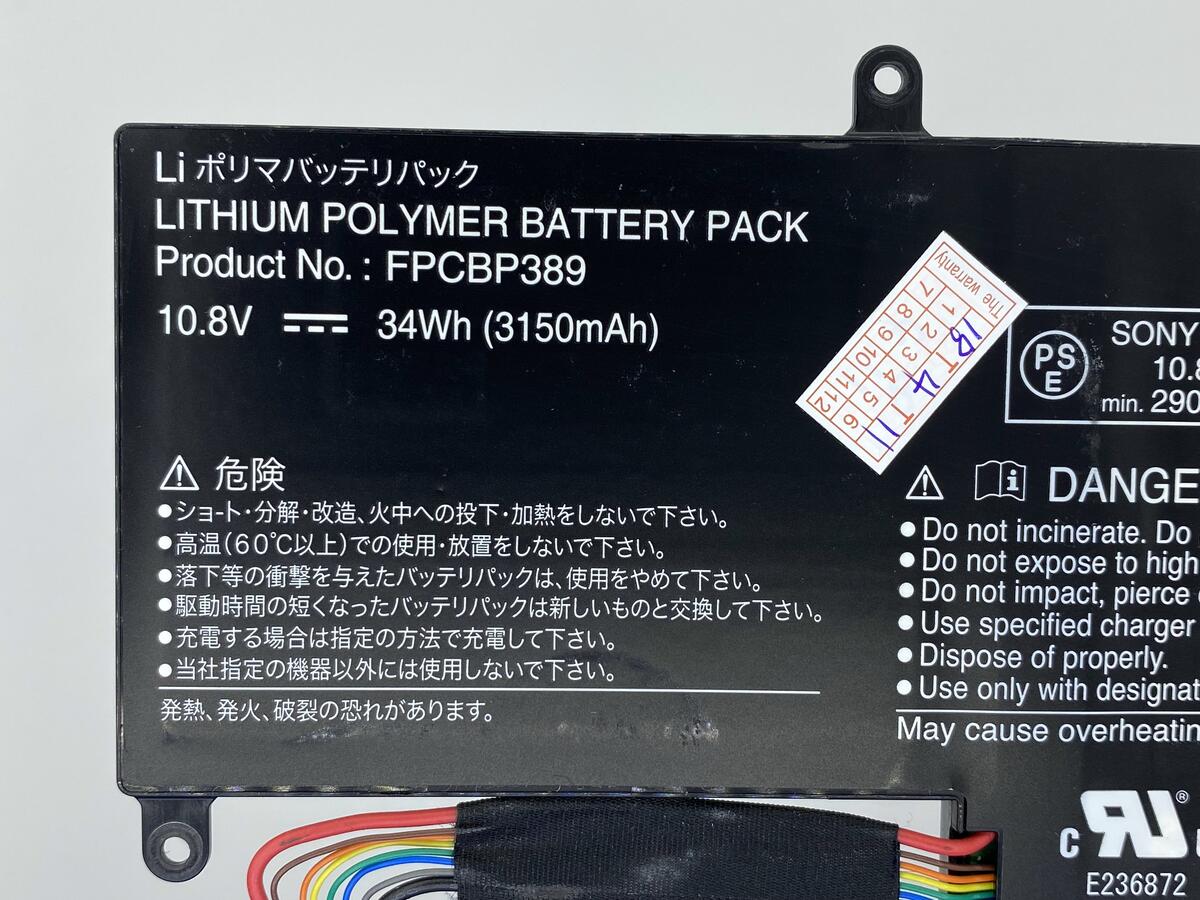 Li ポリマバッテリパック
LITHIUM POLYMER BATTERY PACK
Product No. : FPCBP389
10.8V 34Wh (3150mAh)
The warranty
1 2 3 4 5 6
7 8 9 10 11 12
PS
E
SONY
10.8
min. 290
危険
●ショート・分解・改造、火中への投下・加熱をしないで下さい。
●高温(60℃以上)での使用・放置をしないで下さい。
●落下等の衝撃を与えたバッテリパックは、使用をやめて下さい。
●駆動時間の短くなったバッテリパックは新しいものと交換して下さい。
●充電する場合は指定の方法で充電して下さい。
●当社指定の機器以外には使用しないで下さい。
発熱、発火、破裂の恐れがあります。
DANGE
●Do not incinerate. Do
●Do not expose to high
●Do not impact, pierce
●Use specified charger
●Dispose of properly.
●Use only with designat
May cause overheatin
c RU ®
E236872